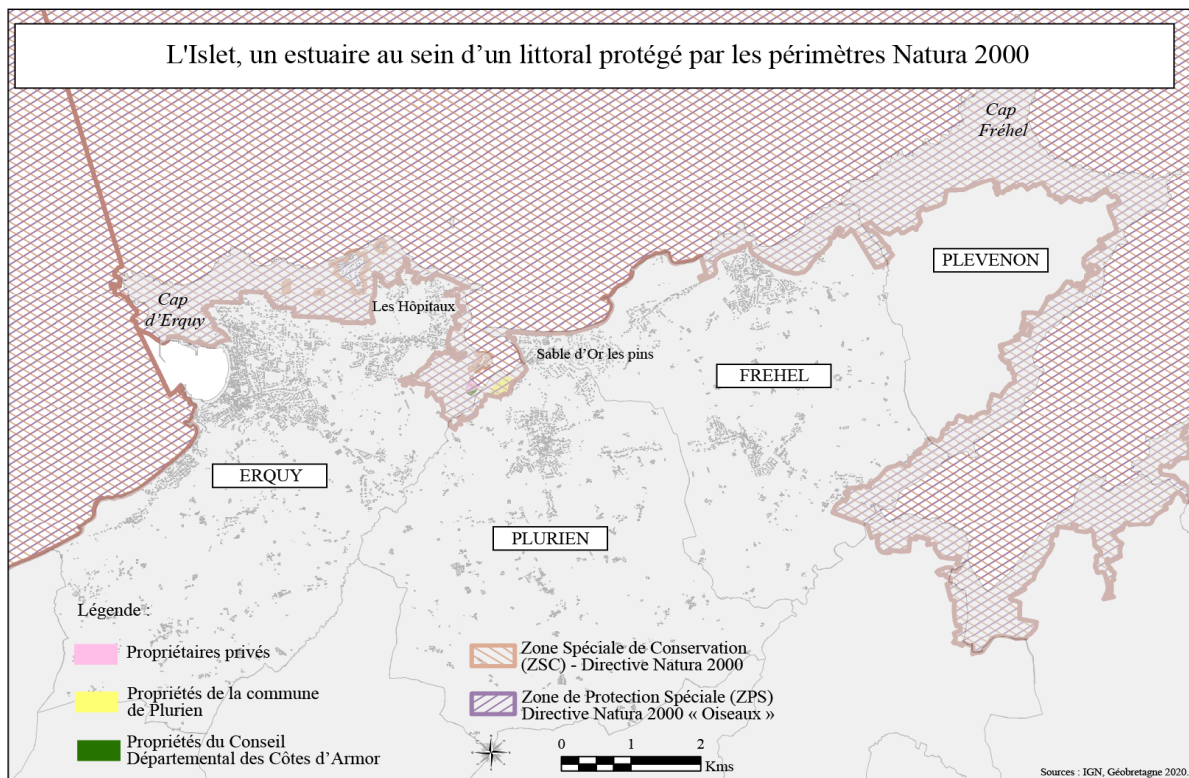 L'Islet, un estuaire au sein d'un littoral protégé par les périmètres Natura 2000
Cap
Fréhel
PLEVENON
Les Hôpitaux
Cap
d'Erquy
Sable d'Or les pins
FREHEL
ERQUY
PLURIEN
Légende :
Propriétaires privés
Propriétés de la commune
de Plurien
Propriétés du Conseil
Départemental des Côtes d'Armor
Zone Spéciale de Conservation
(ZSC) - Directive Natura 2000
Zone de Protection Spéciale (ZPS)
Directive Natura 2000 « Oiseaux »
0 1 2
Kms
Sources : IGN, Géobretagne 2020